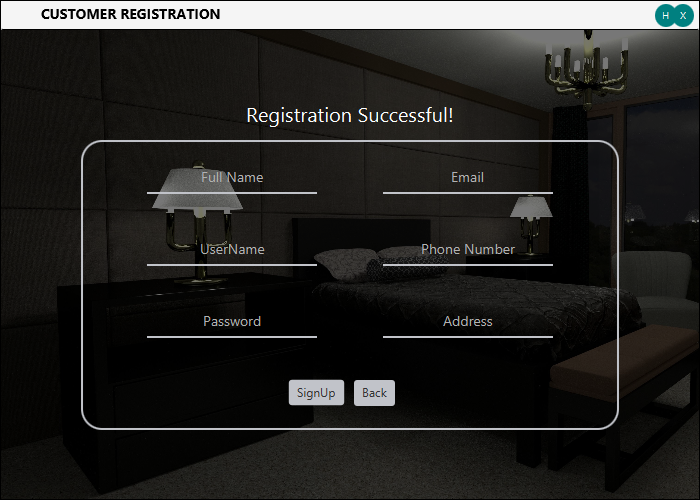 CUSTOMER REGISTRATION
H X
Registration Successful!
Full Name Email
UserName Phone Number
Password Address
SignUp Back